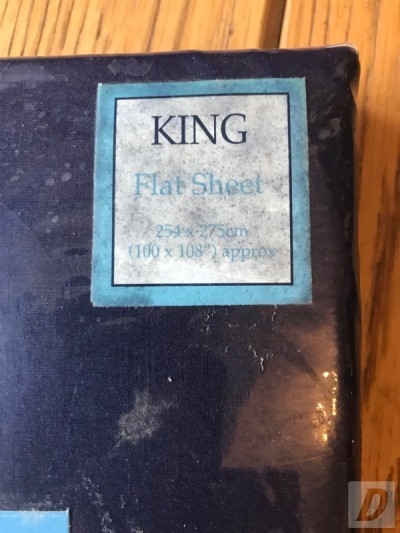 KING
Flat Sheet
254 x 275cm
(100 x 108") approx
D